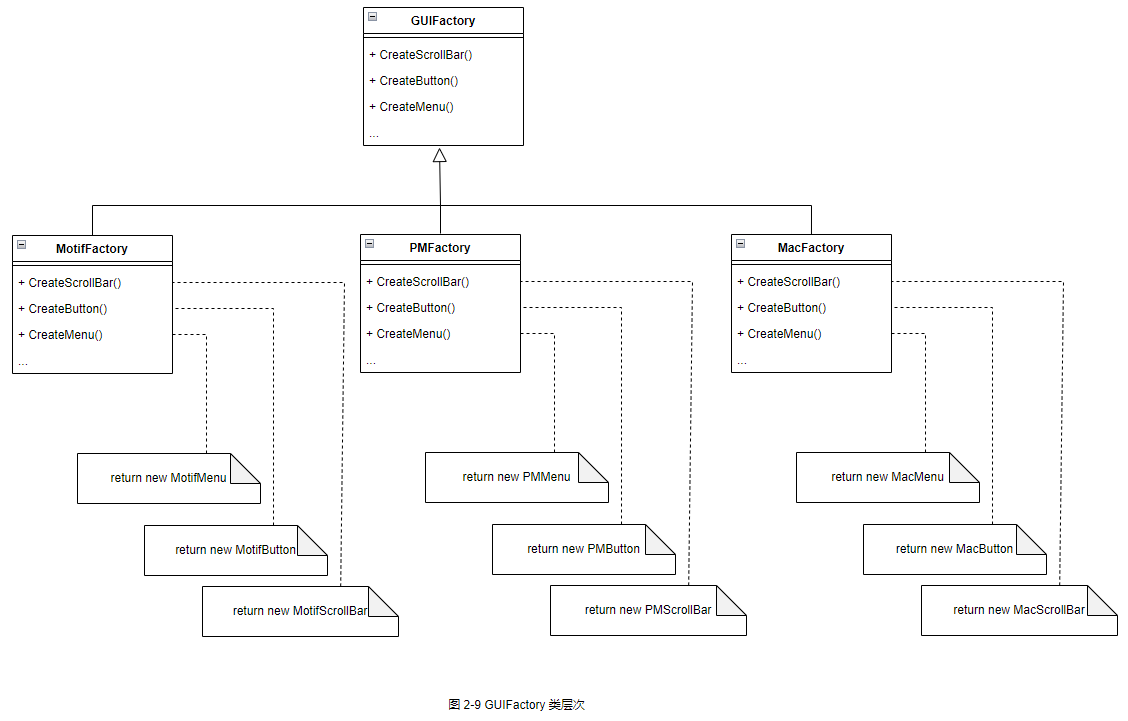 GUIFactory
+ CreateScrollBar()
+ CreateButton()
+ CreateMenu()
...
MotifFactory
+ CreateScrollBar()
+ CreateButton()
+ CreateMenu()
...
PMFactory
+ CreateScrollBar()
+ CreateButton()
+ CreateMenu()
...
MacFactory
+ CreateScrollBar()
+ CreateButton()
+ CreateMenu()
...
return new MotifMenu
return new MotifButton
return new MotifScrollBar
return new PMMenu
return new PMButton
return new PMScrollBar
return new MacMenu
return new MacButton
return new MacScrollBar
图 2-9 GUIFactory 类层次